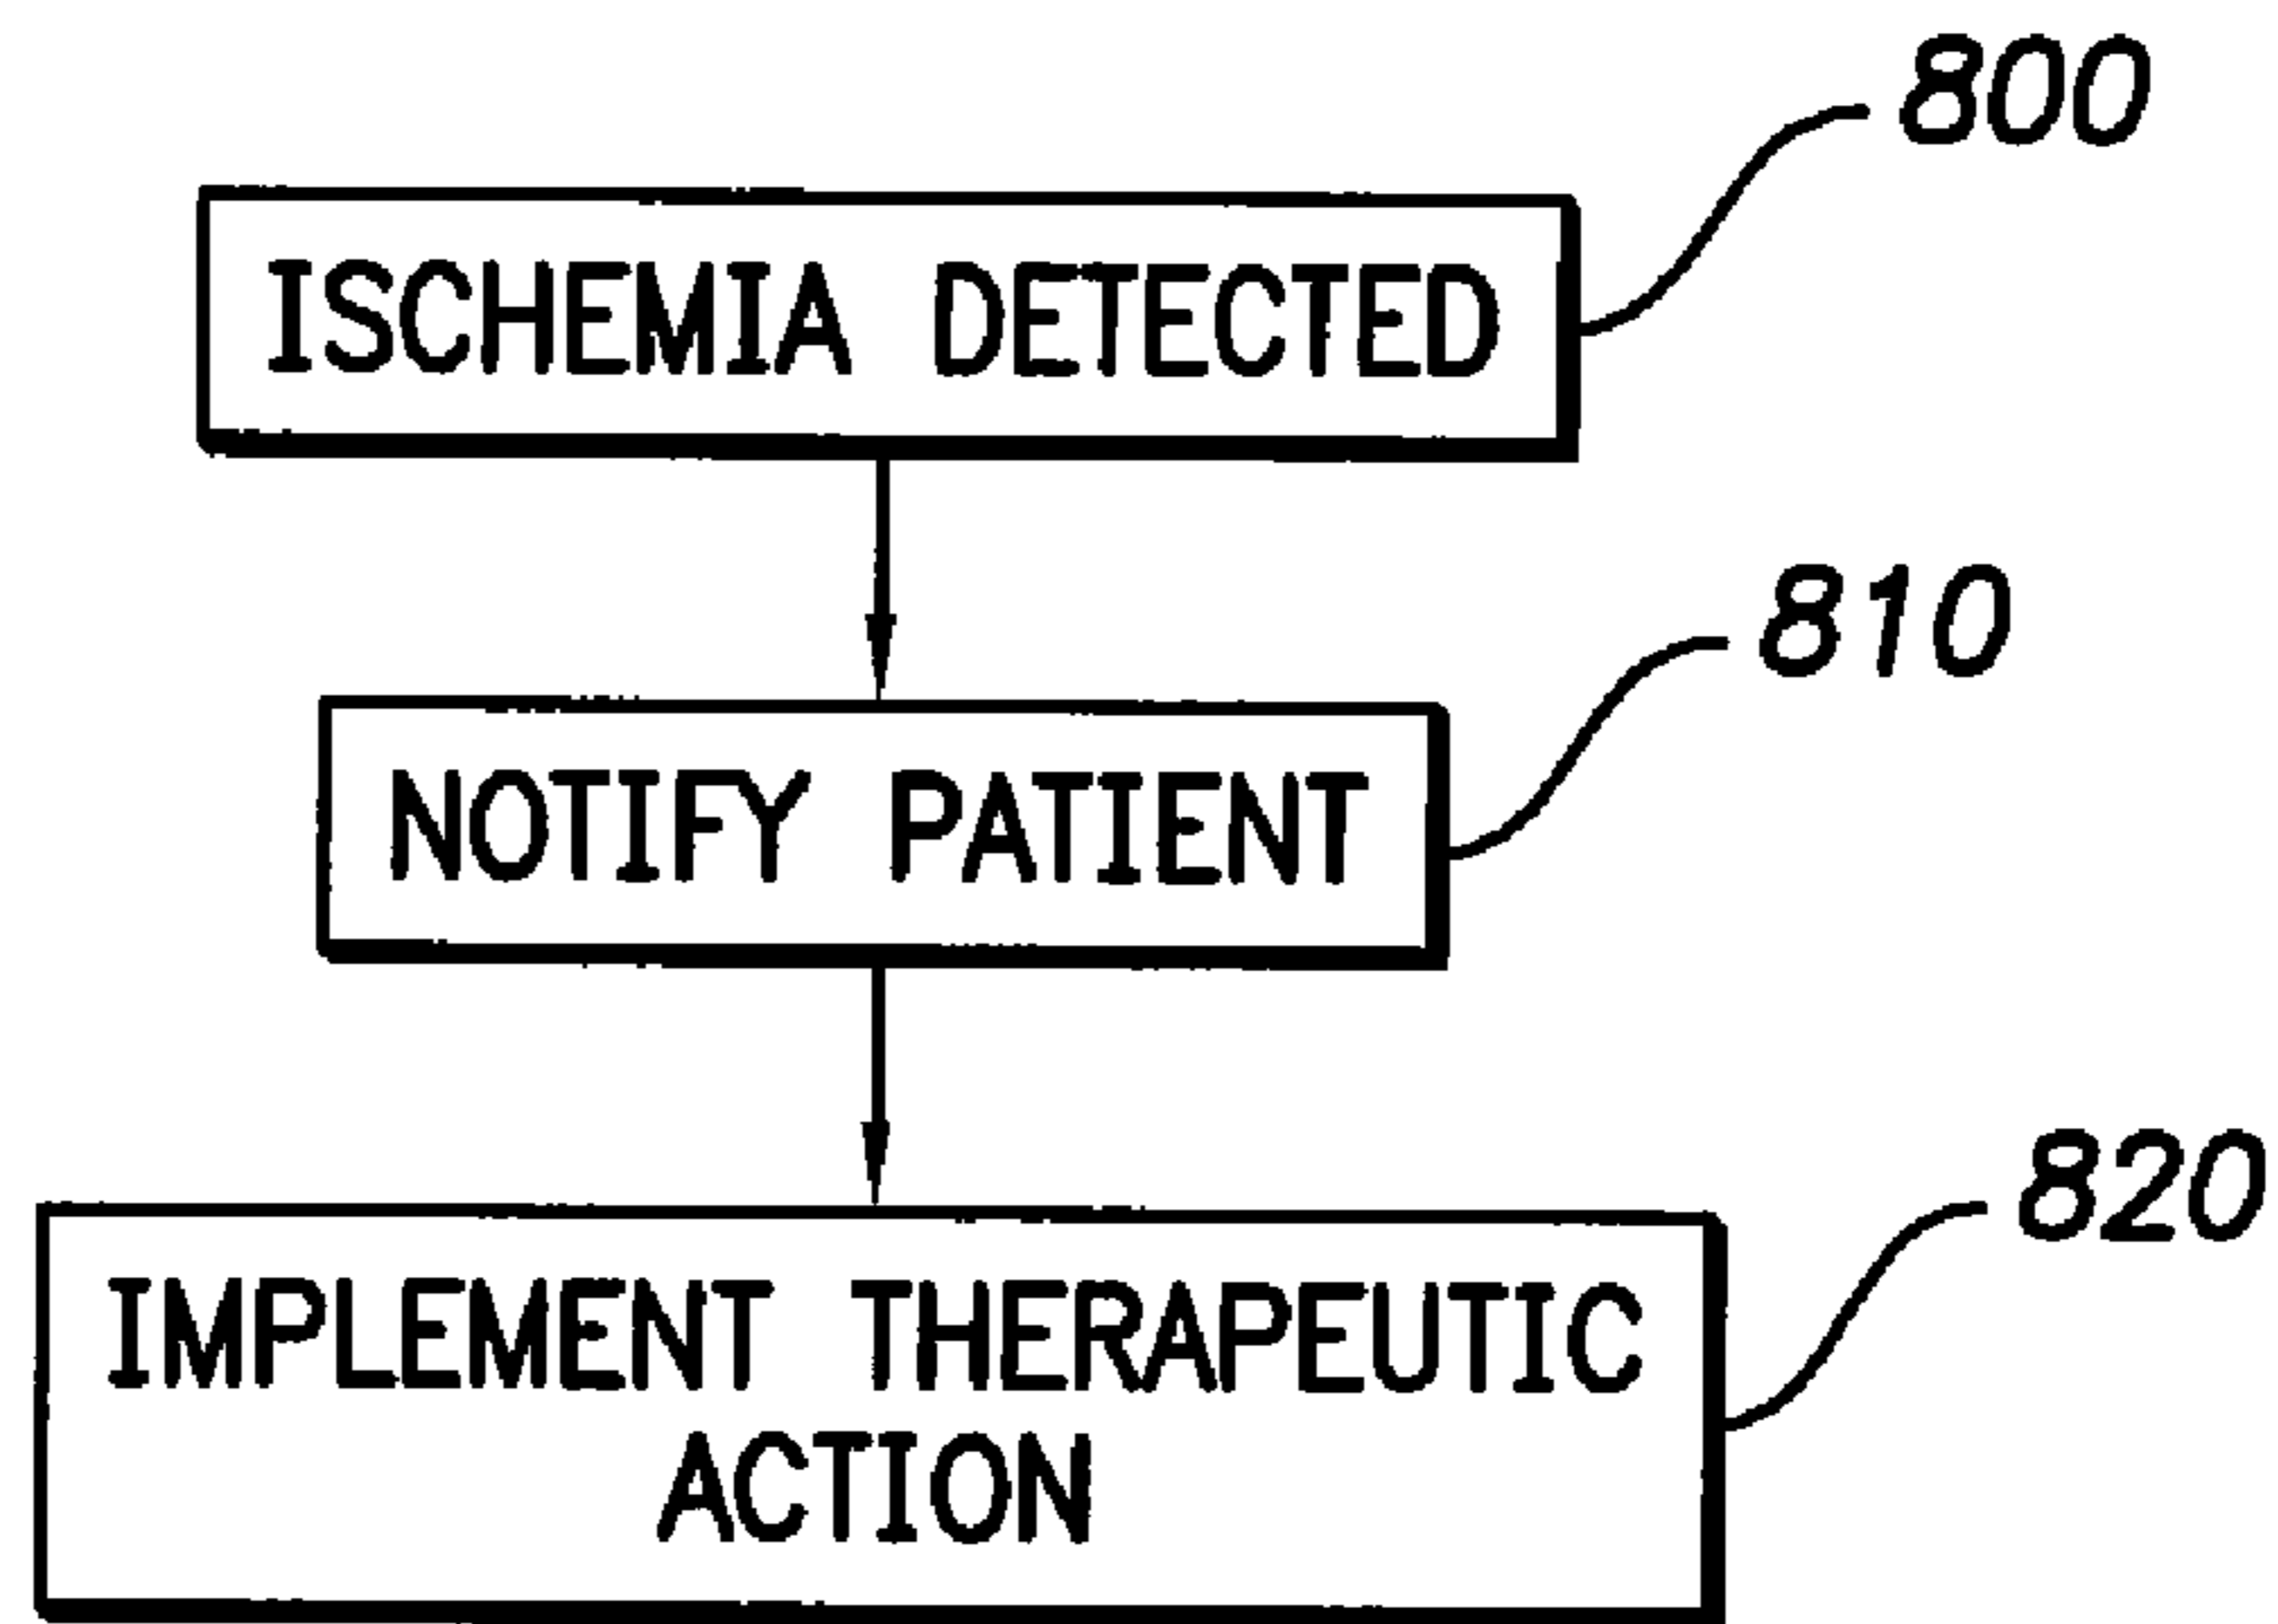 800
ISCHEMIA DETECTED
810
NOTIFY PATIENT
820
IMPLEMENT THERAPEUTIC
ACTION